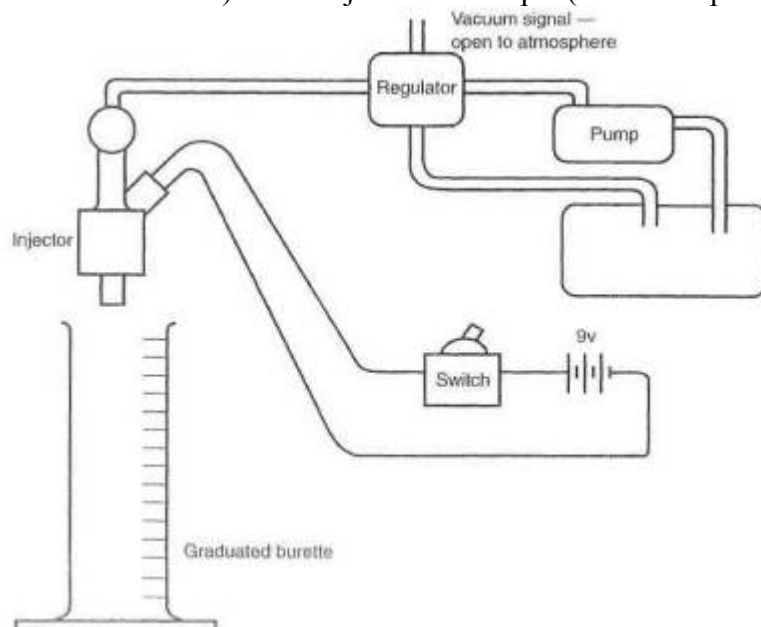 Vacuum signal —
open to atmosphere
Regulator
Pump
Injector
9v
Switch
Graduated burette